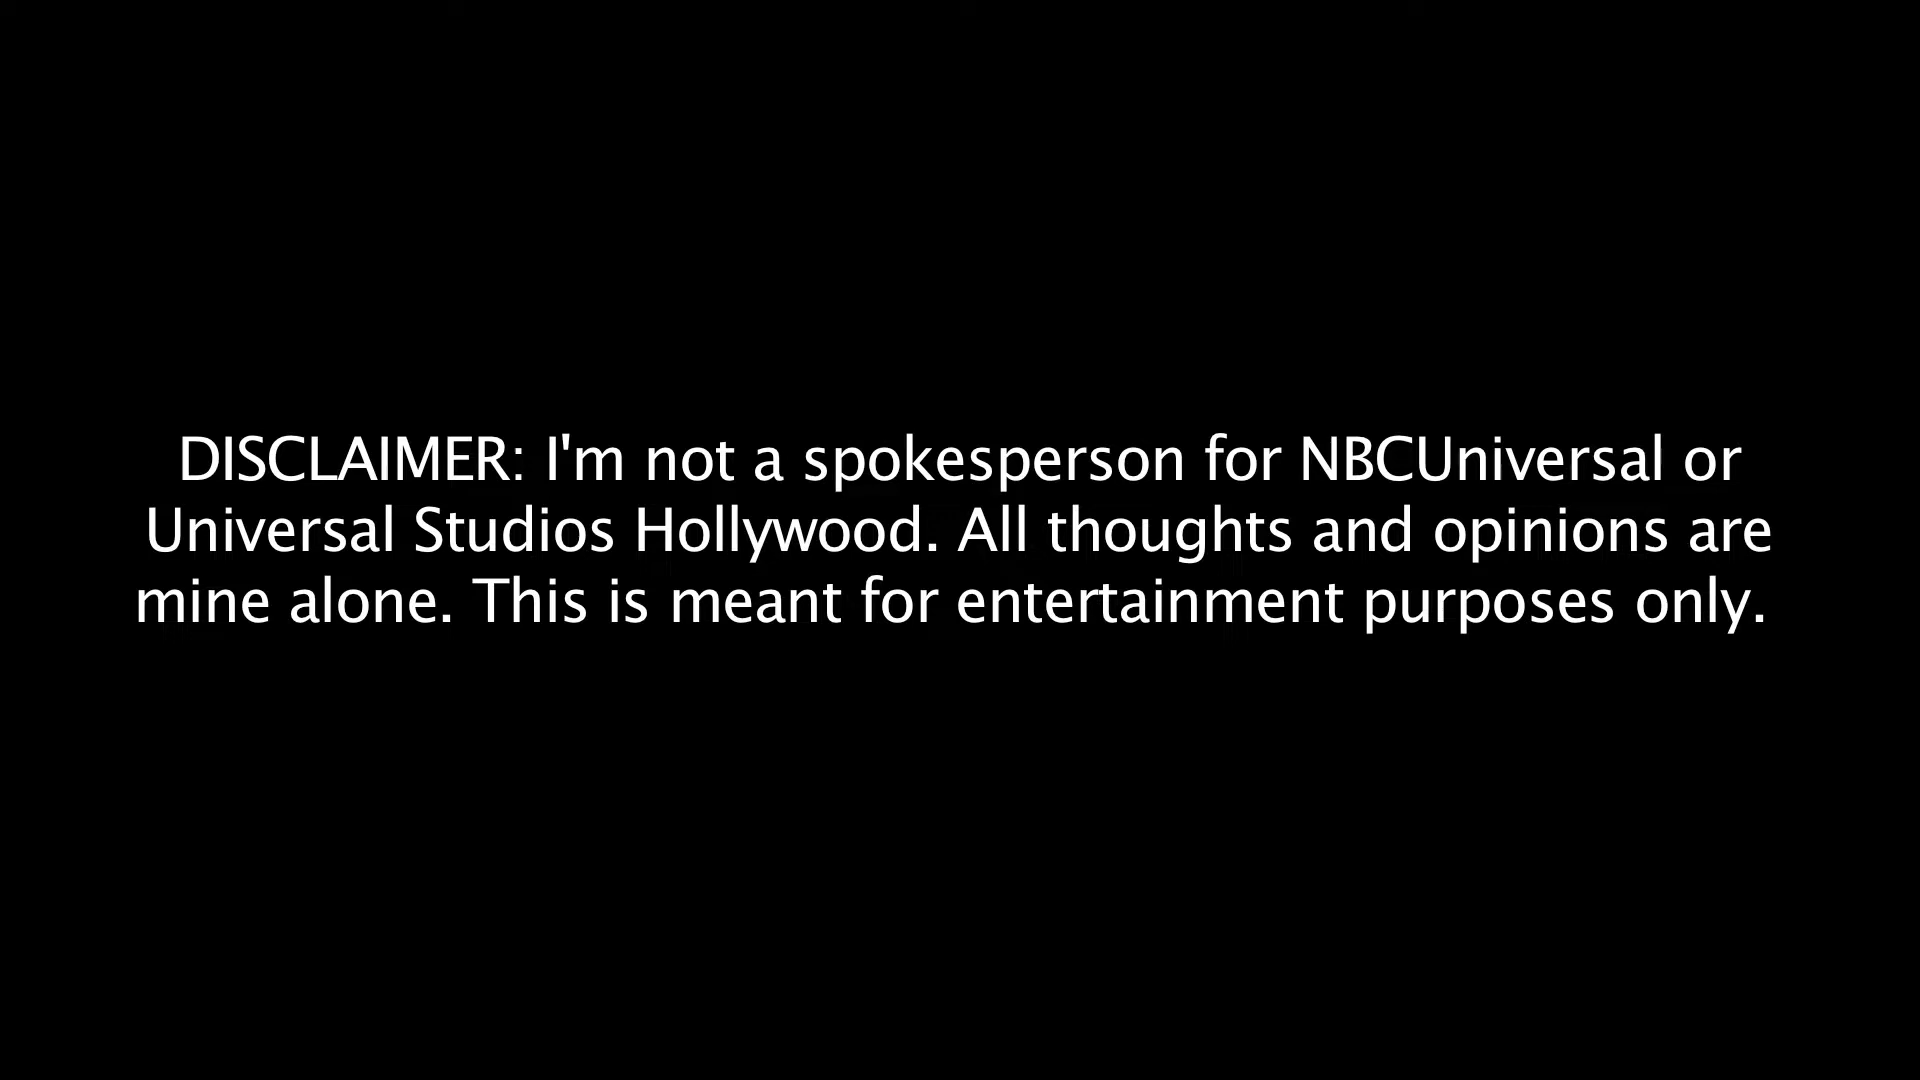 DISCLAIMER: I'm not a spokesperson for NBCUniversal or
Universal Studios Hollywood. All thoughts and opinions are
mine alone. This is meant for entertainment purposes only.